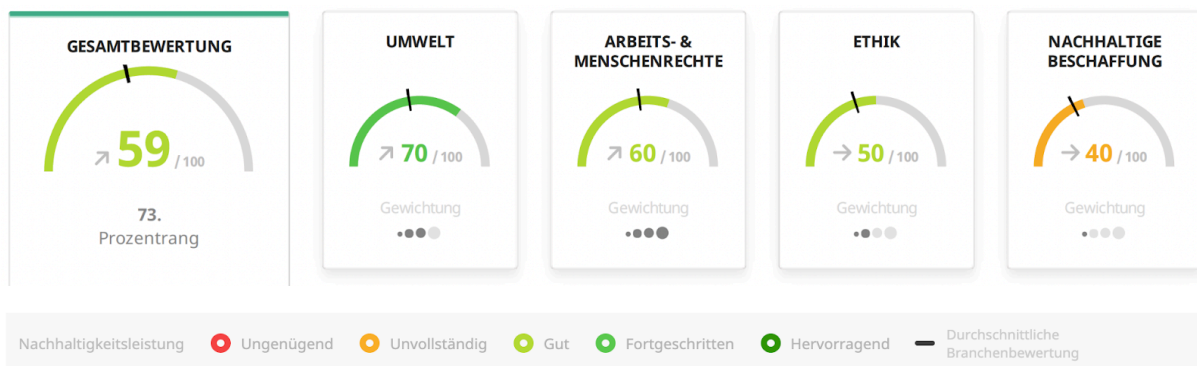 GESAMTBEWERTUNG
59 / 100
73.
Prozentrang
UMWELT
70 / 100
Gewichtung
ARBEITS- &
MENSCHENRECHTE
60 / 100
Gewichtung
ETHIK
50 / 100
Gewichtung
NACHHALTIGE
BESCHAFFUNG
40 / 100
Gewichtung
Nachhaltigkeitsleistung
Ungenügend
Unvollständig
Gut
Fortgeschritten
Hervorragend
Durchschnittliche
Branchenbewertung